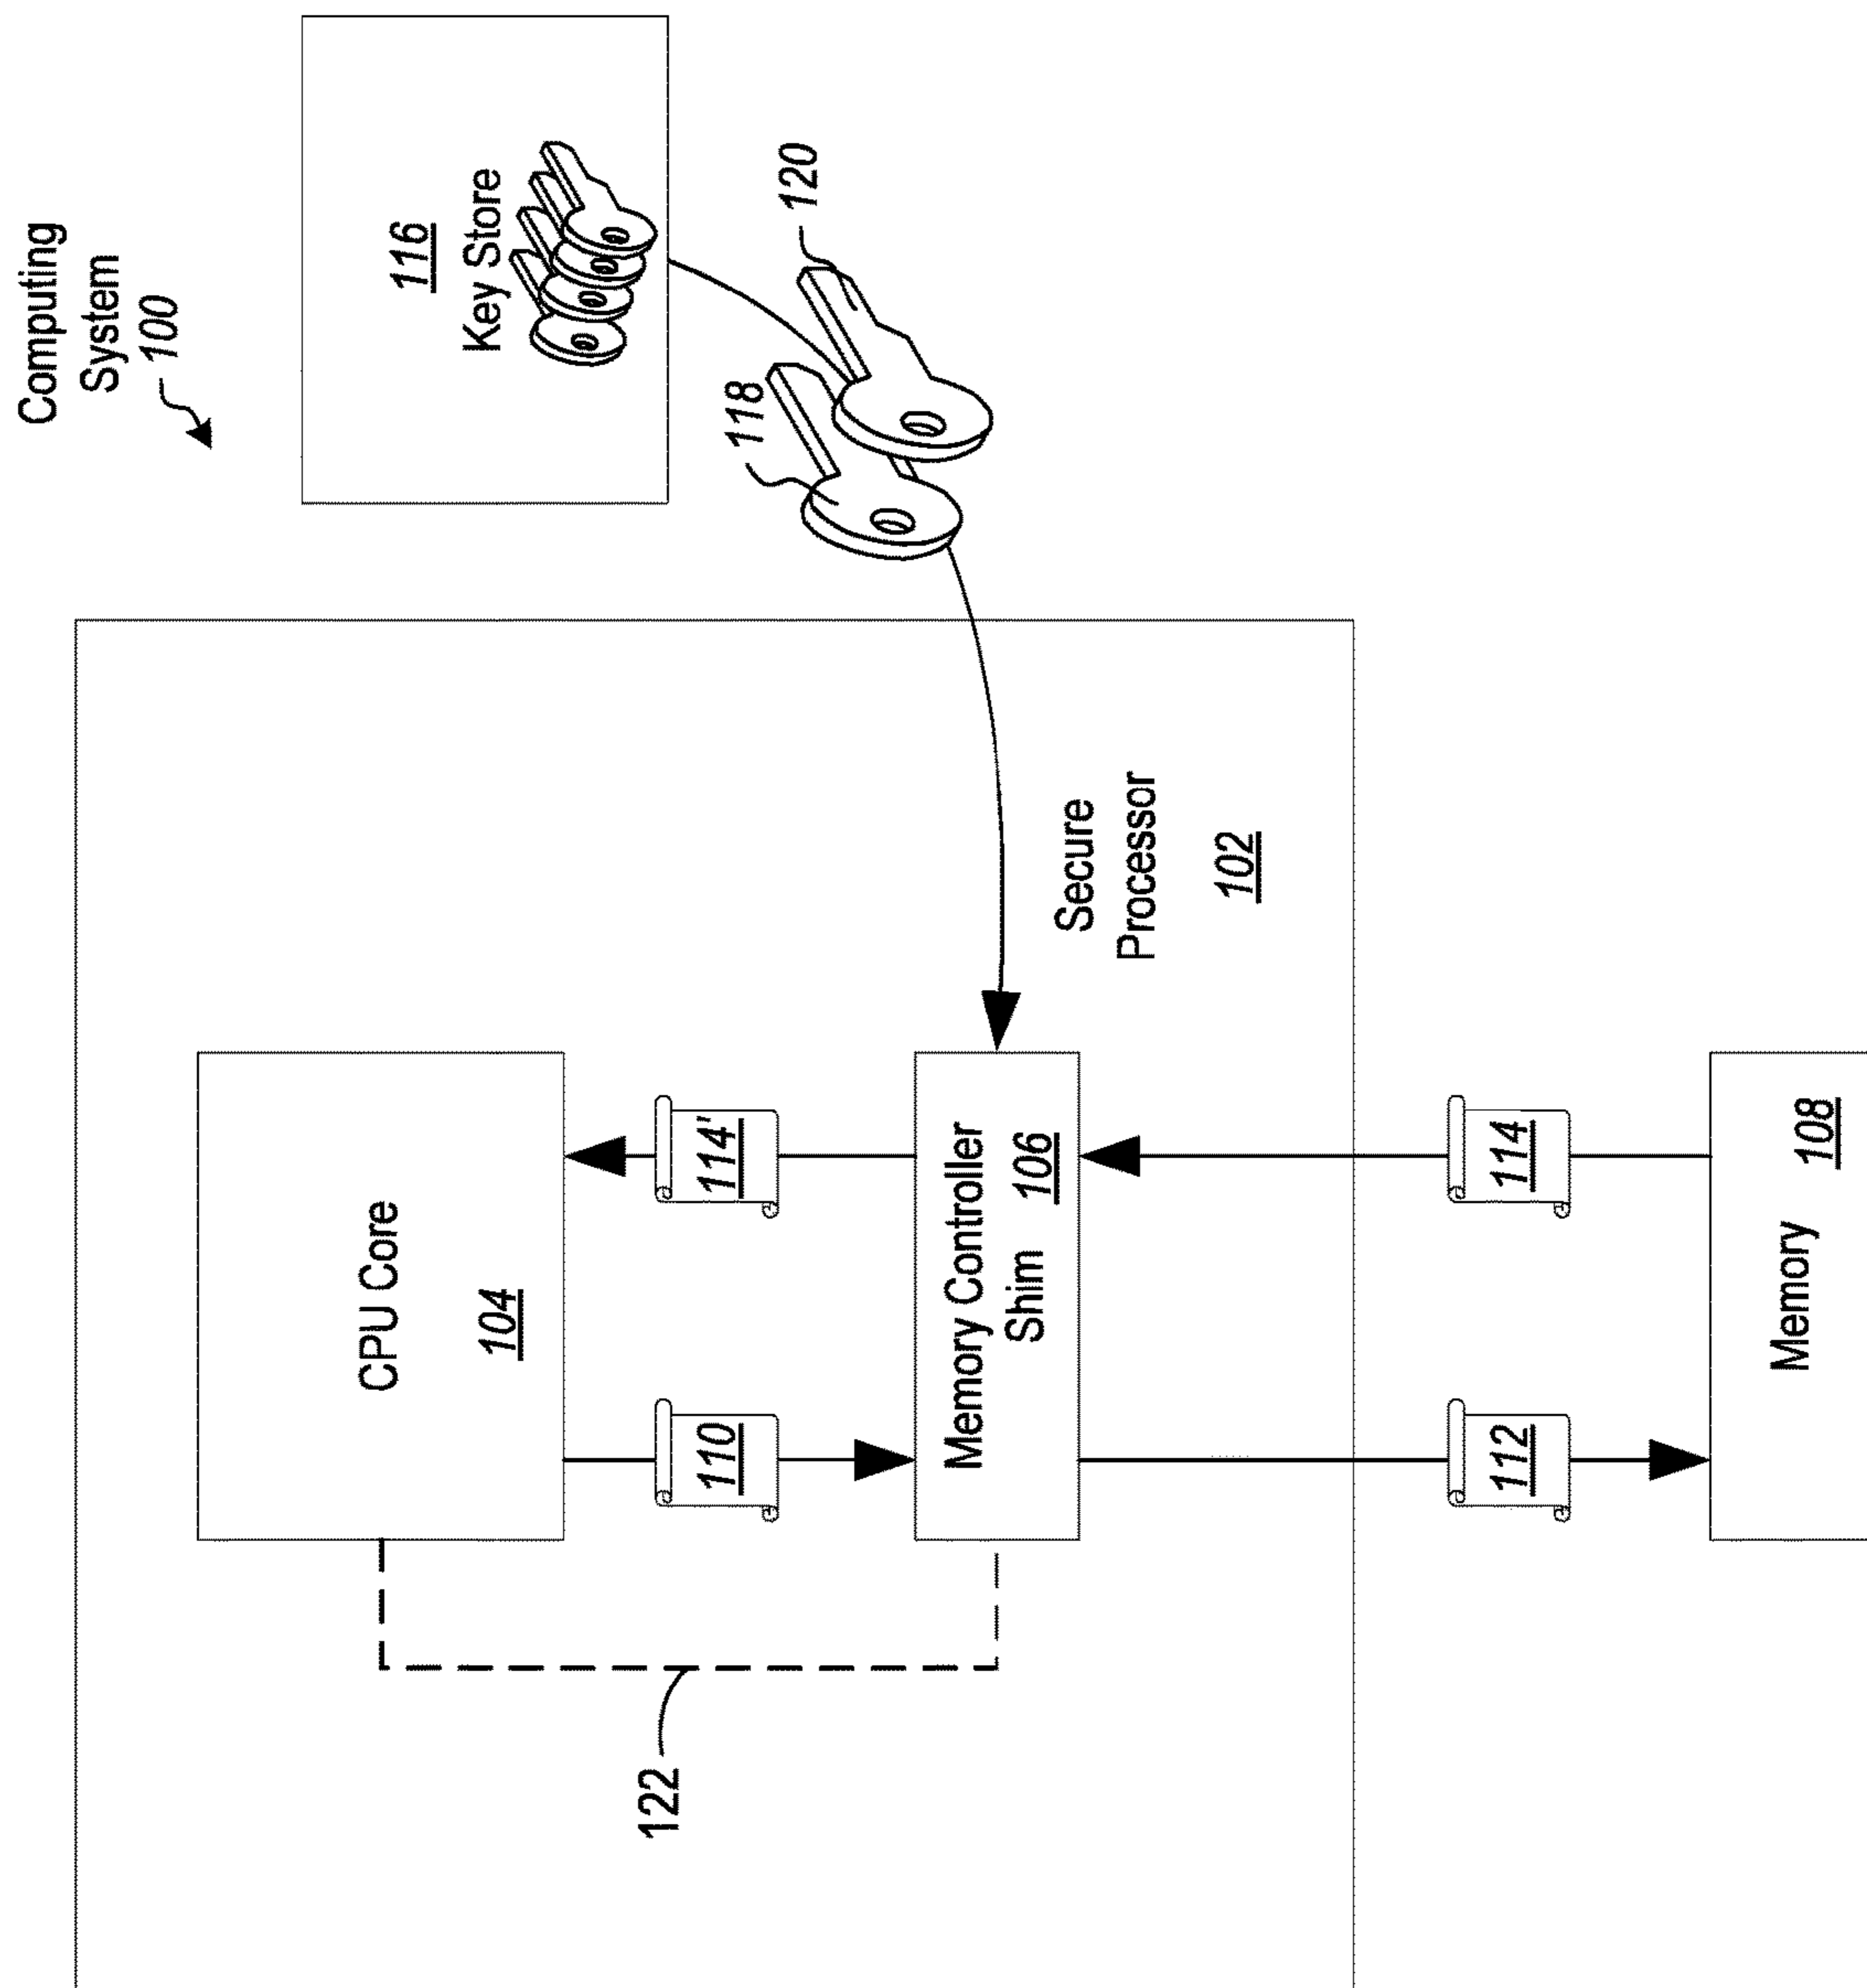 Computing
System
100
116
Key Store
118
120
CPU Core
104
110
114'
122
Memory Controller
Shim 106
Secure
Processor
102
112
114
Memory 108